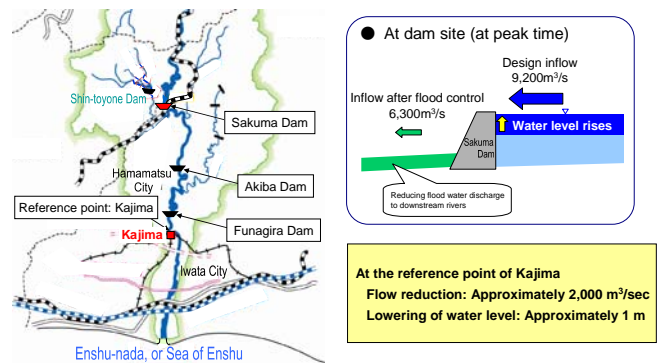 Shin-toyone Dam
Sakuma Dam
Hamamatsu
City
Akiba Dam
Reference point: Kajima
Kajima
Funagira Dam
Iwata City
Enshu-nada, or Sea of Enshu
● At dam site (at peak time)
Design inflow
9,200m³/s
Inflow after flood control
6,300m³/s
Water level rises
Sakuma
Dam
Reducing flood water discharge
to downstream rivers
At the reference point of Kajima
Flow reduction: Approximately 2,000 m³/sec
Lowering of water level: Approximately 1 m